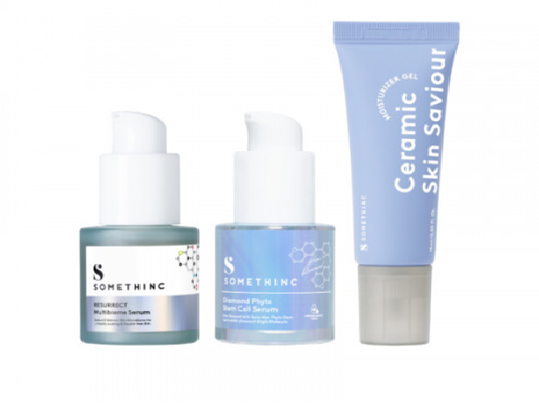 S
SOMETHINC
RESURRECT
Multibiome Serum
S
SOMETHINC
Diamond Phyto
Stem Cell Serum
MOISTURIZER GEL
Ceramic
Skin Saviour
S SOMETHINC